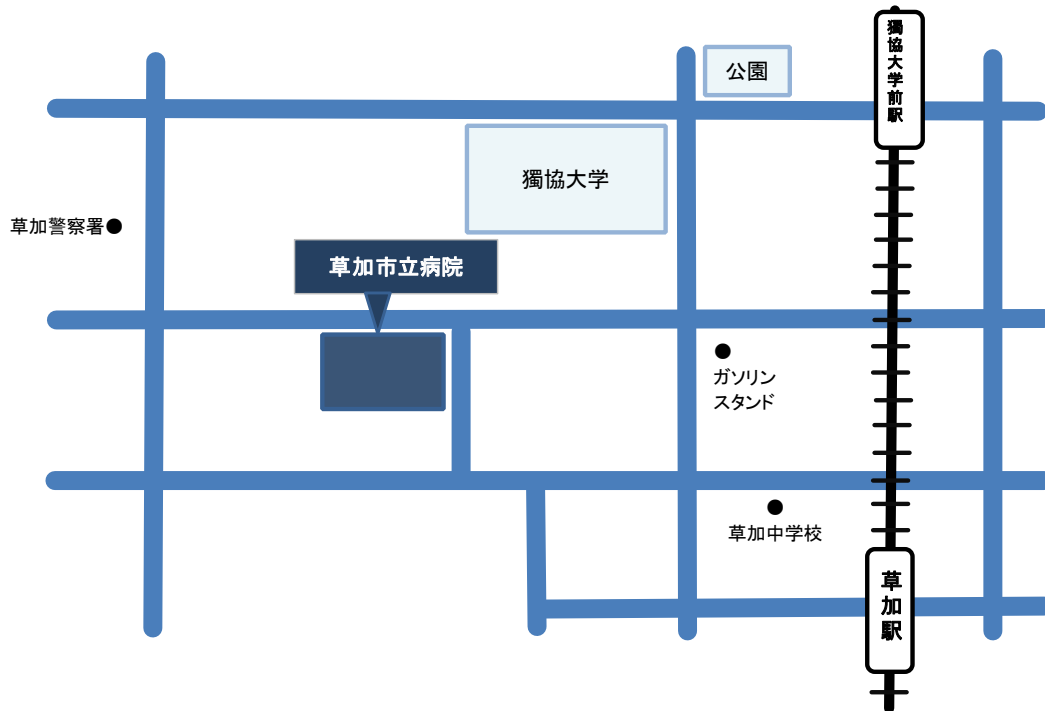 獨協大学前駅
公園
獨協大学
草加警察署
草加市立病院
ガソリン
スタンド
草加中学校
草加駅